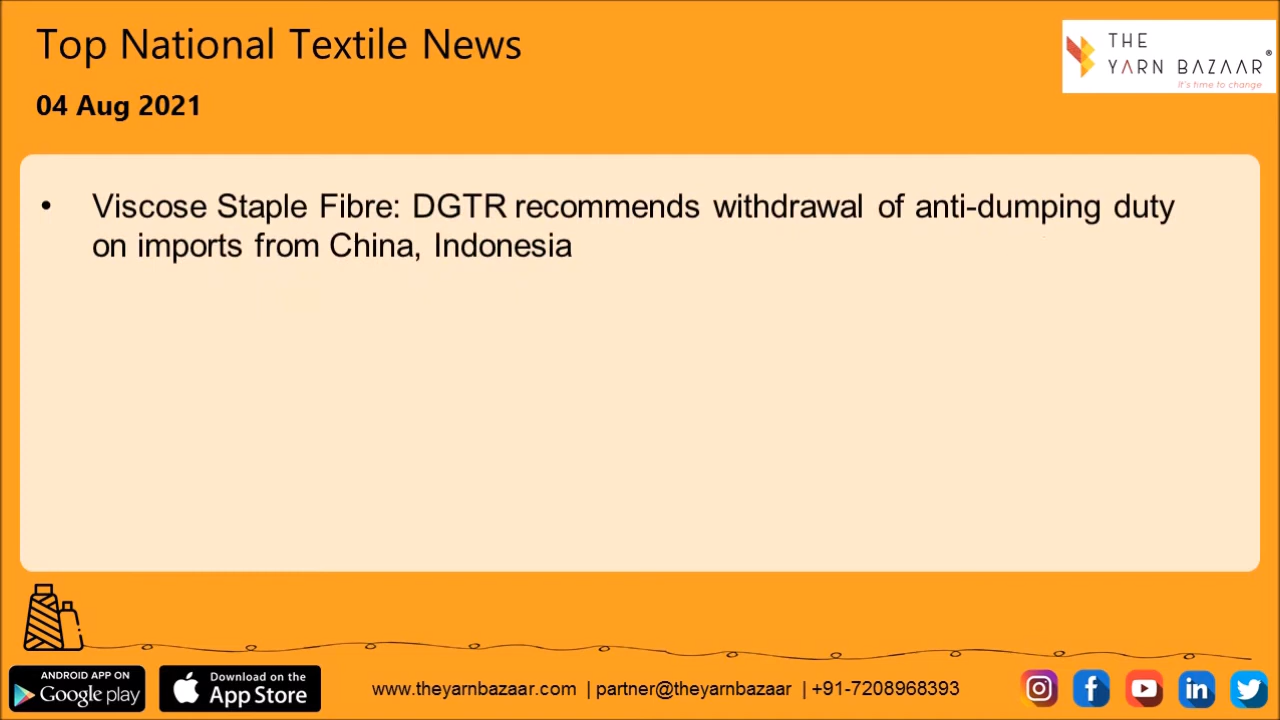 Top National Textile News
04 Aug 2021
THE
YARN BAZAAR®
it's time to change
• Viscose Staple Fibre: DGTR recommends withdrawal of anti-dumping duty
on imports from China, Indonesia
ANDROID APP ON
Google play
Download on the
App Store
www.theyarnbazaar.com | partner@theyarnbazaar | +91-7208968393